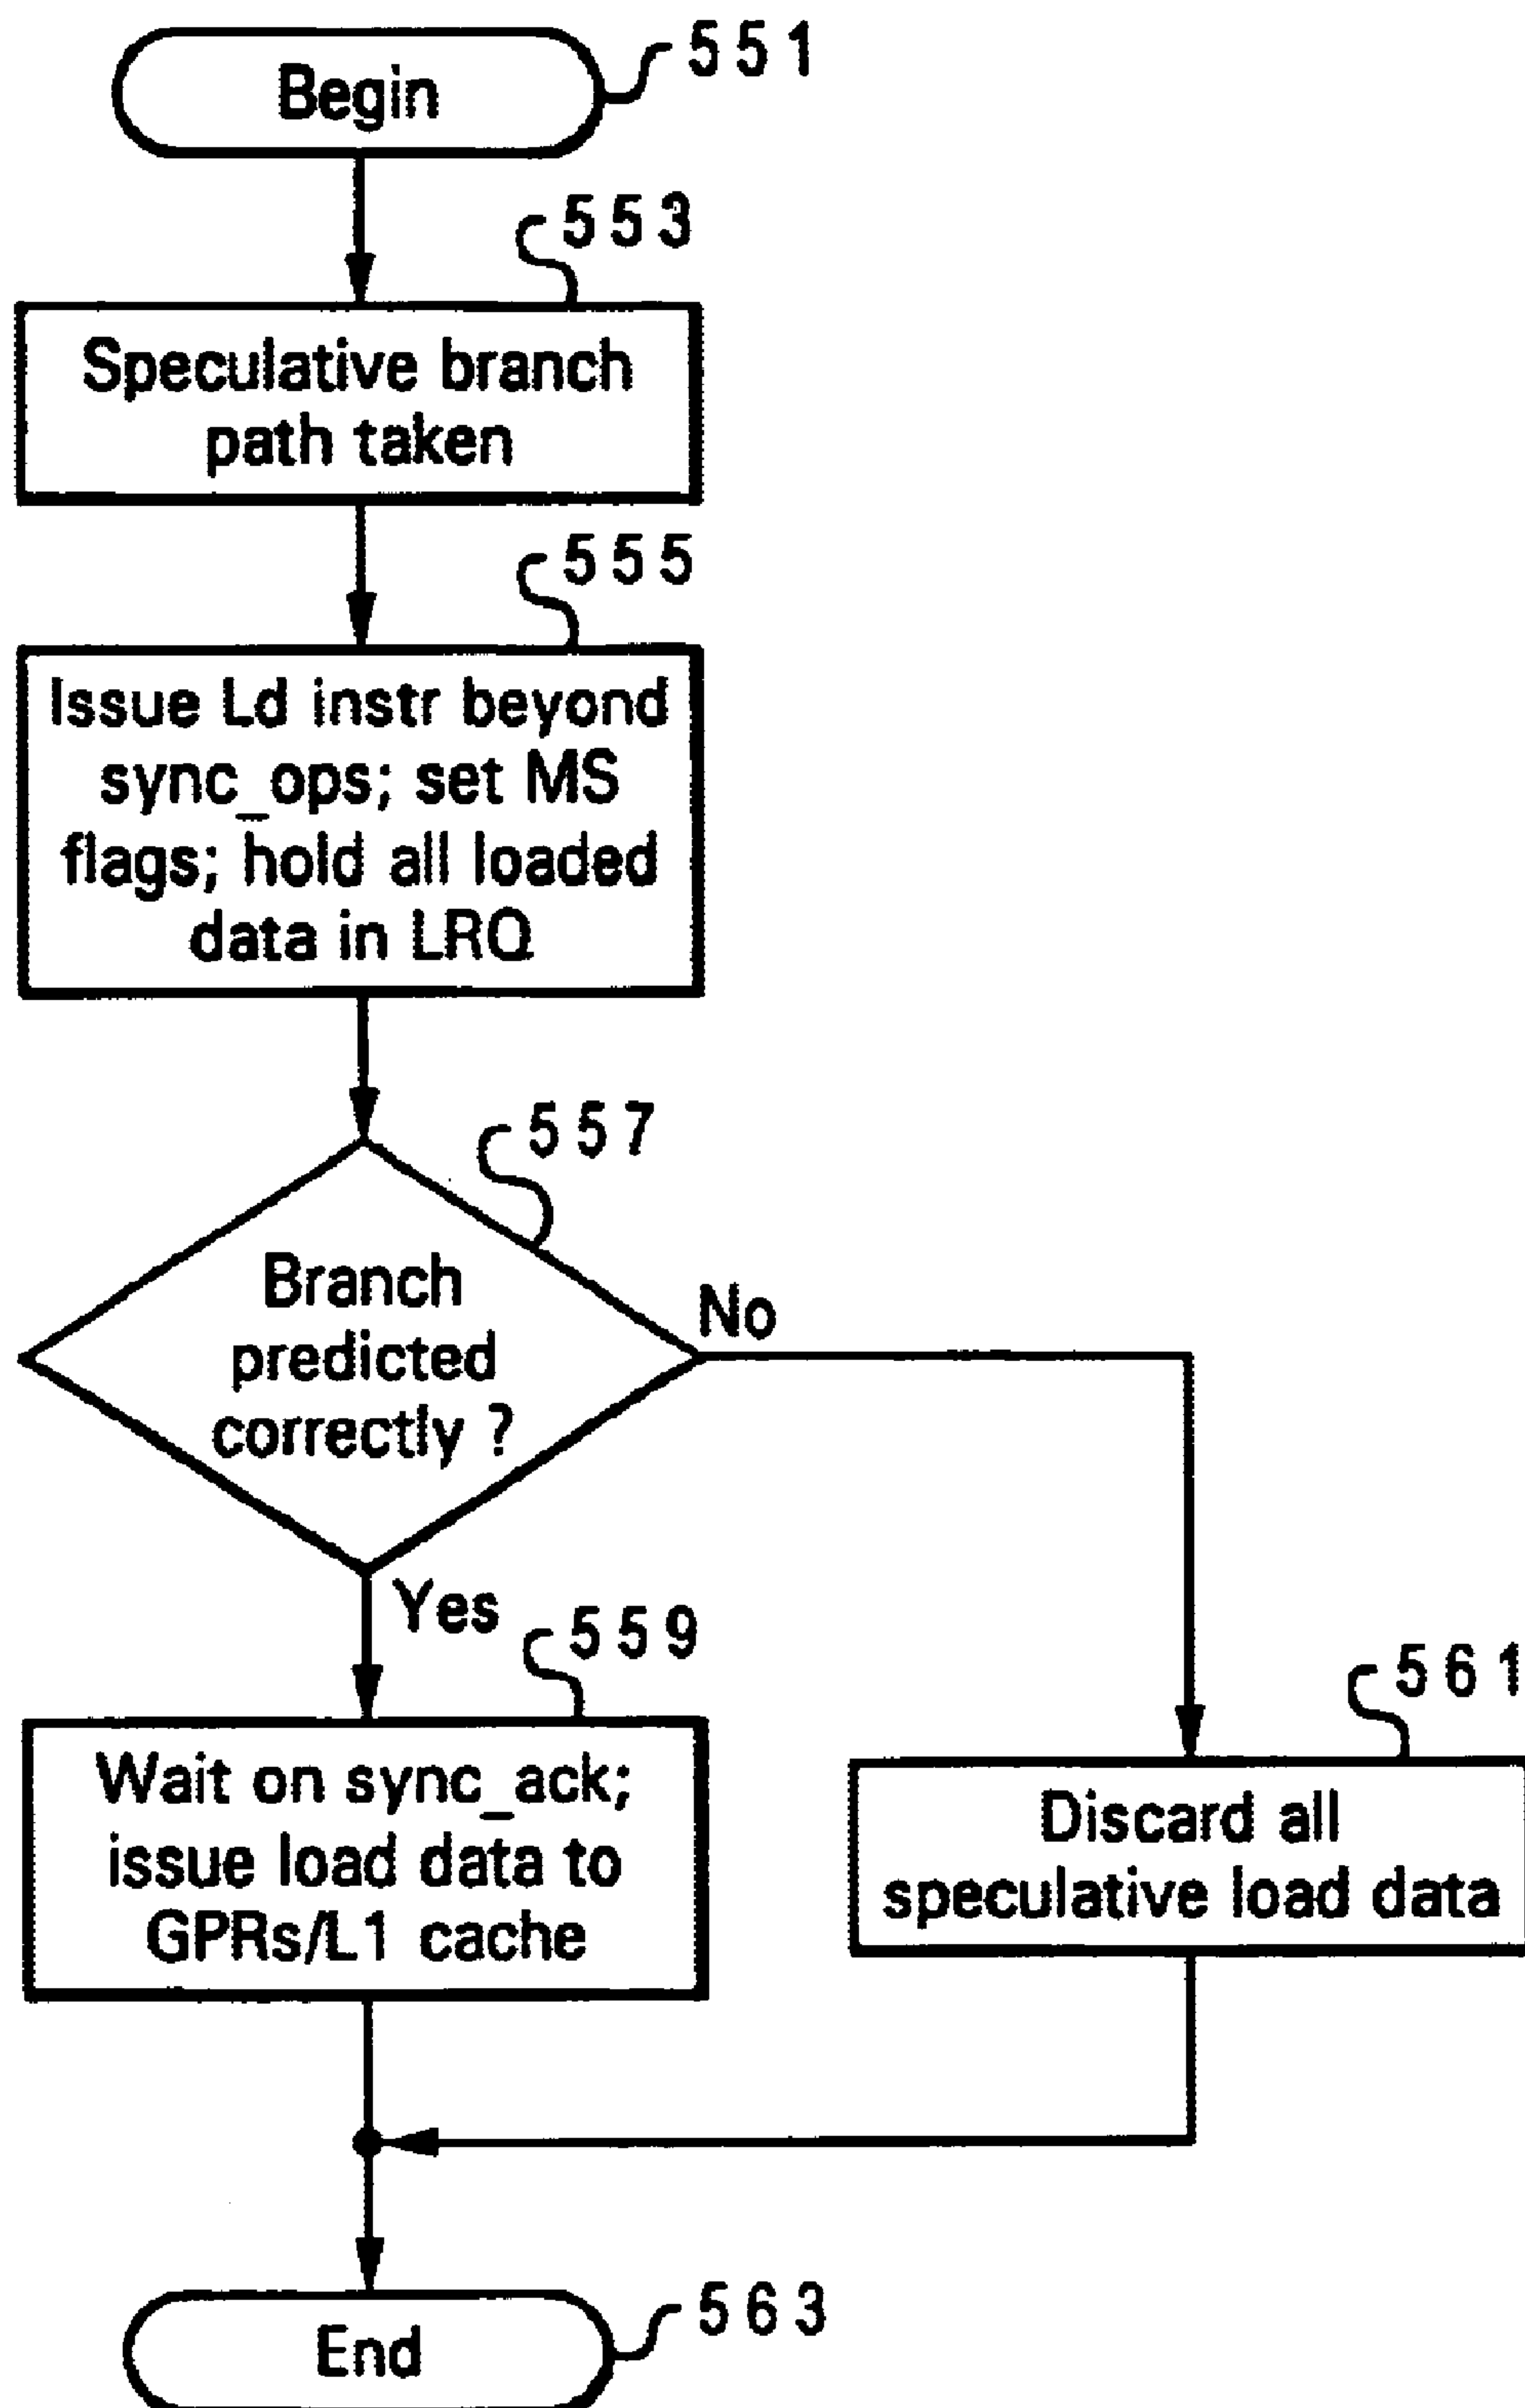 551
Begin
553
Speculative branch
path taken
555
Issue Ld instr beyond
sync_ops; set MS
flags; hold all loaded
data in LRQ
557
Branch
predicted
correctly ?
No
Yes
559
Wait on sync_ack;
issue load data to
GPRs/L1 cache
561
Discard all
speculative load data
End
563